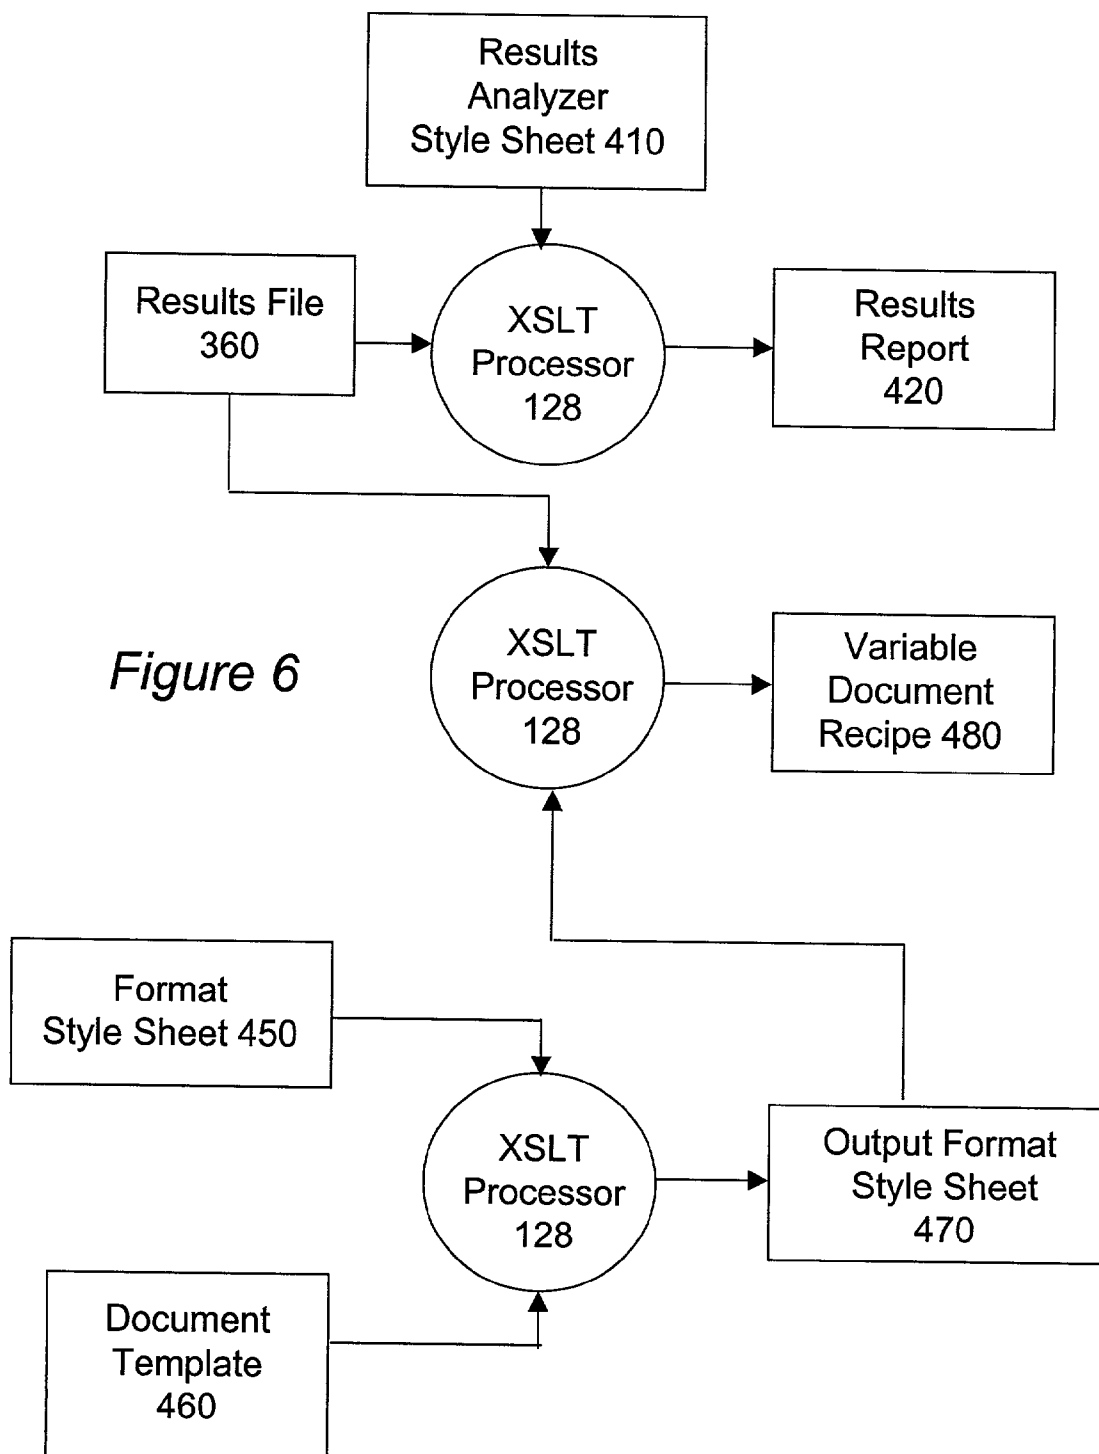 Results
Analyzer
Style Sheet 410
Results File
360
XSLT
Processor
128
Results
Report
420
Figure 6
XSLT
Processor
128
Variable
Document
Recipe 480
Format
Style Sheet 450
XSLT
Processor
128
Output Format
Style Sheet
470
Document
Template
460